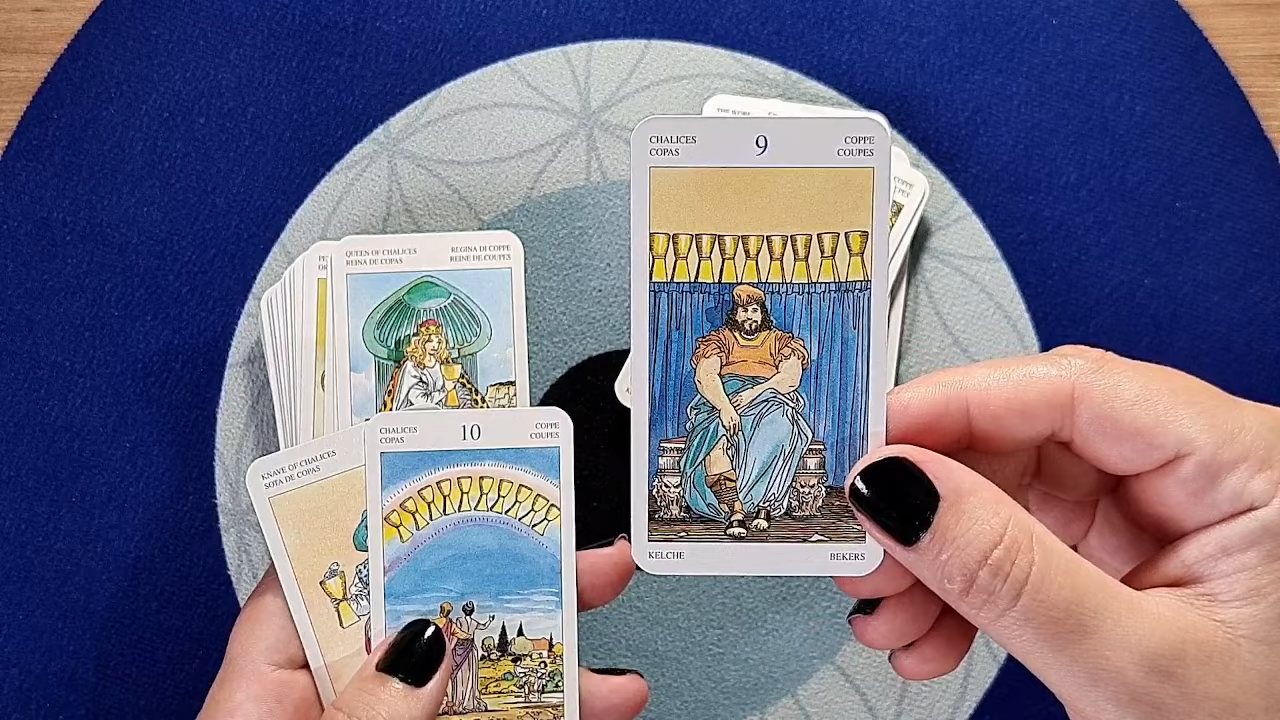 CHALICES
COPAS
9
COPPE
COUPES
KELCHE
BEKERS
QUEEN OF CHALICES
REINA DE COPAS
REGINA DI COPPE
REINE DE COUPES
KNAVE OF CHALICES
SOTA DE COPAS
CHALICES
COPAS
10
COPPE
COUPES